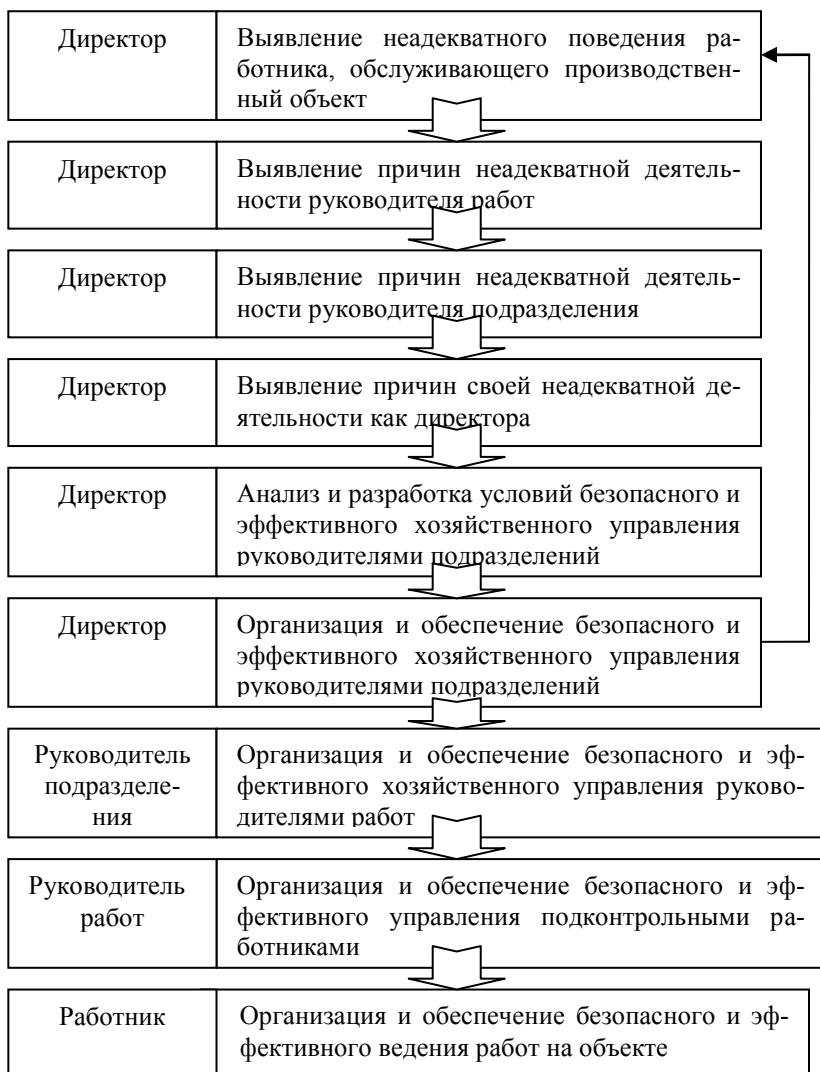 Директор
Выявление неадекватного поведения ра-
ботника, обслуживающего производствен-
ный объект
Директор
Выявление причин неадекватной деятель-
ности руководителя работ
Директор
Выявление причин неадекватной деятель-
ности руководителя подразделения
Директор
Выявление причин своей неадекватной де-
ятельности как директора
Директор
Анализ и разработка условий безопасного и
эффективного хозяйственного управления
руководителями подразделений
Директор
Организация и обеспечение безопасного и
эффективного хозяйственного управления
руководителями подразделений
Руководитель
подразделе-
ния
Организация и обеспечение безопасного и эф-
фективного хозяйственного управления руково-
дителями работ
Руководитель
работ
Организация и обеспечение безопасного и эф-
фективного управления подконтрольными ра-
ботниками
Работник
Организация и обеспечение безопасного и эф-
фективного ведения работ на объекте